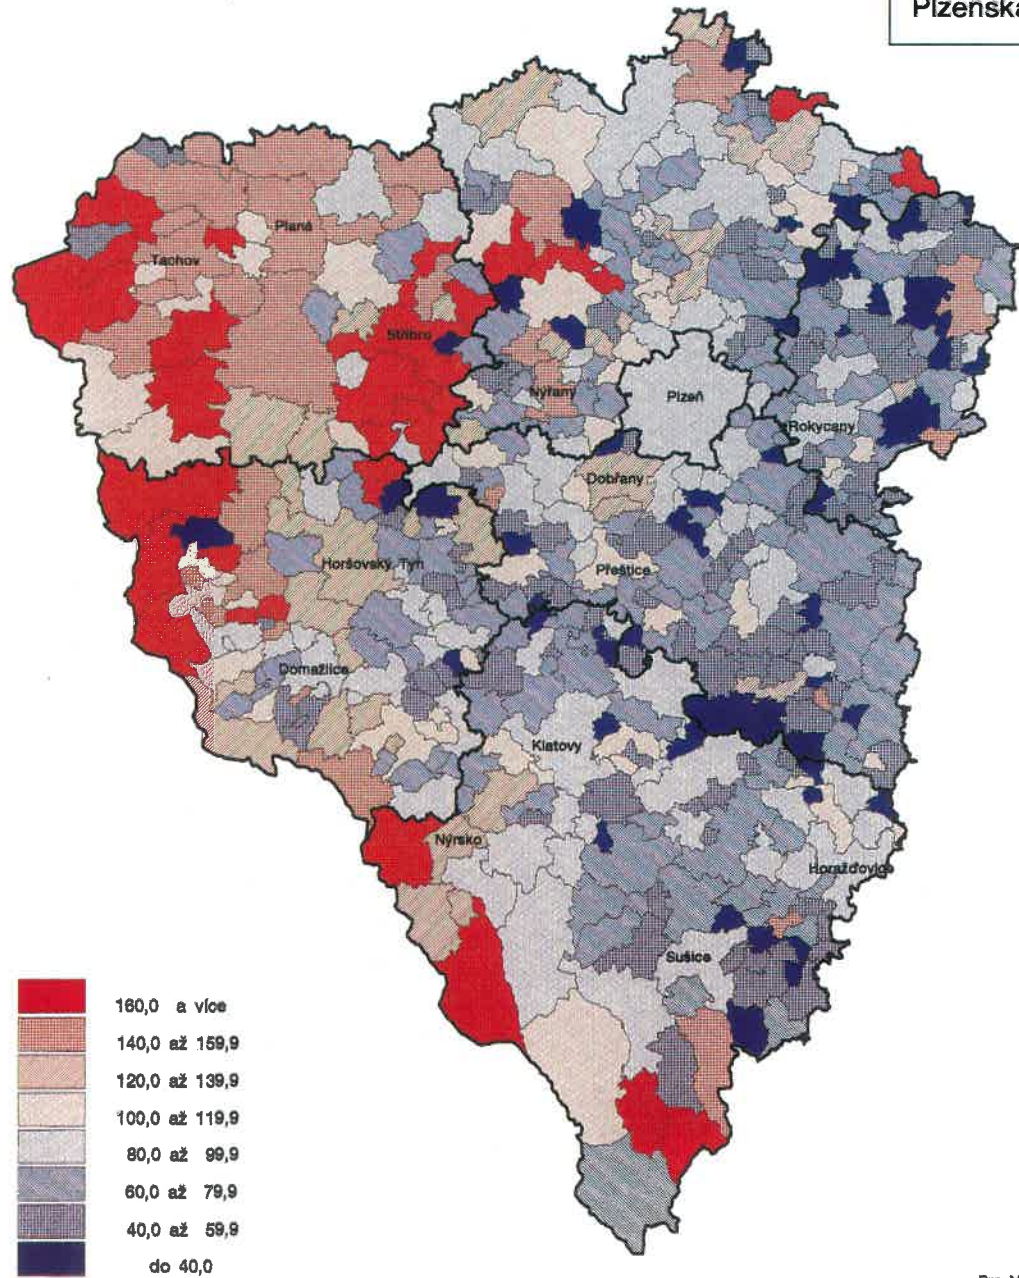 Plzeňska
Planá
Tachov
Stříbro
Nýřany
Plzeň
Rokycany
Dobřany
Horšovský Týn
Přeštice
Domažlice
Klatovy
Nýrsko
Horažďovice
Sušice
160,0 a více
140,0 až 159,9
120,0 až 139,9
100,0 až 119,9
80,0 až 99,9
60,0 až 79,9
40,0 až 59,9
do 40,0